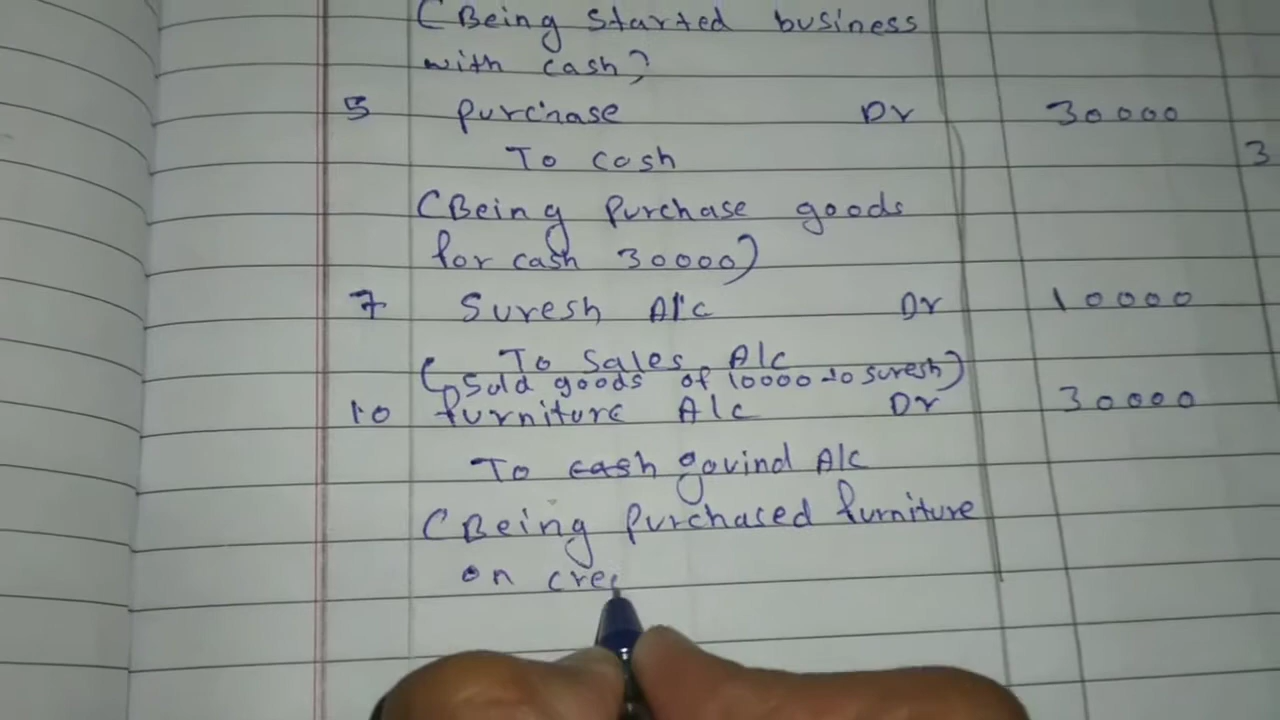 (Being started business
with cash)
5 purchase Dr 30000
To cash 3
(Being purchase goods
for cash 30000)
7 Suresh A/c Dr 10000
To sales A/c
(Sold goods of 10000 to suresh)
10 furniture A/c Dr 30000
To cash govind A/c
(Being purchased furniture
on cre